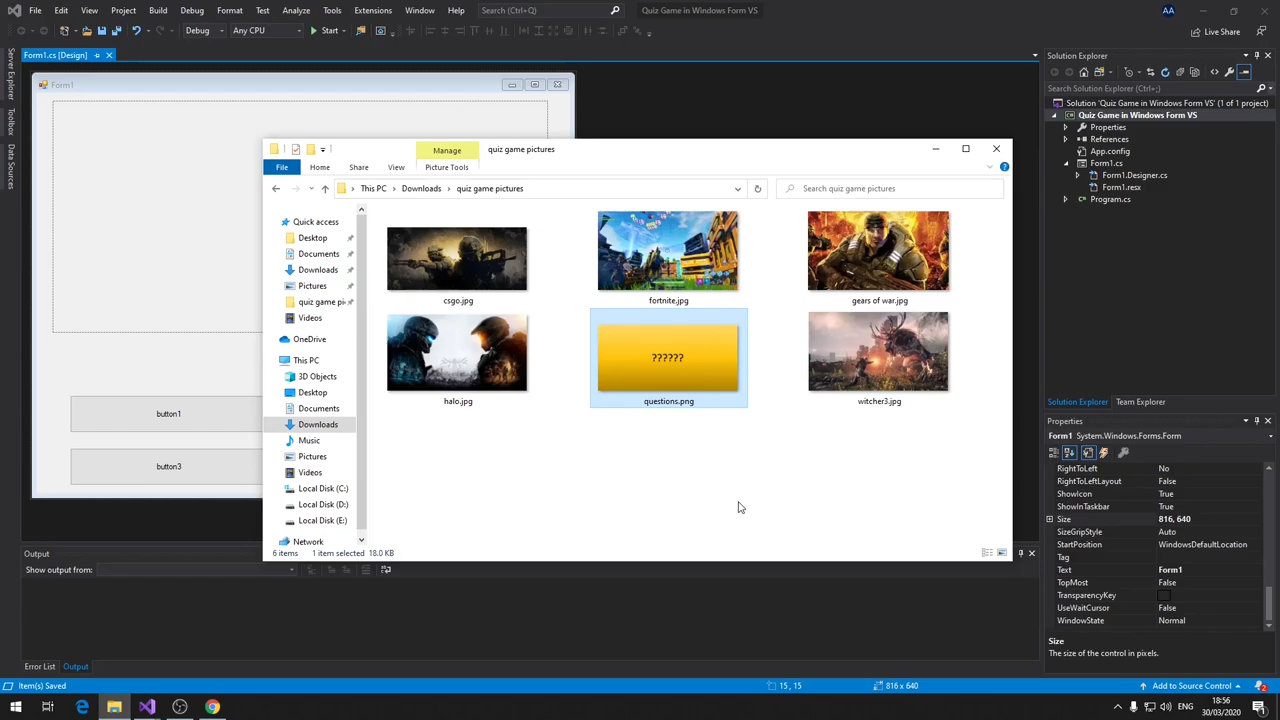 File Edit View Project Build Debug Format Test Analyze Tools Extensions Window Help Search (Ctrl+Q) Quiz Game in Windows Form VS AA
Debug Any CPU Start Live Share
Form1.cs [Design]
Server Explorer
Toolbox
Data Sources
Form1
button1
button3
Manage quiz game pictures
File Home Share View Picture Tools
This PC Downloads quiz game pictures Search quiz game pictures
Quick access
Desktop
Documents
Downloads
Pictures
quiz game pi
Videos
OneDrive
This PC
3D Objects
Desktop
Documents
Downloads
Music
Pictures
Videos
Local Disk (C:)
Local Disk (D:)
Local Disk (E:)
Network
csgo.jpg fortnite.jpg gears of war.jpg
??????
halo.jpg questions.png witcher3.jpg
6 items 1 item selected 18.0 KB
Solution Explorer
Search Solution Explorer (Ctrl+;)
Solution 'Quiz Game in Windows Form VS' (1 of 1 project)
Quiz Game in Windows Form VS
Properties
References
App.config
Form1.cs
Form1.Designer.cs
Form1.resx
Program.cs
Solution Explorer Team Explorer
Properties
Form1 System.Windows.Forms.Form
RightToLeft No
RightToLeftLayout False
ShowIcon True
ShowInTaskbar True
Size 816, 640
SizeGripStyle Auto
StartPosition WindowsDefaultLocation
Tag
Text Form1
TopMost False
TransparencyKey
UseWaitCursor False
WindowState Normal
Size
The size of the control in pixels.
Output
Show output from:
Error List Output
Item(s) Saved 15 , 15 816 x 640 Add to Source Control 2
ENG 18:56
30/03/2020